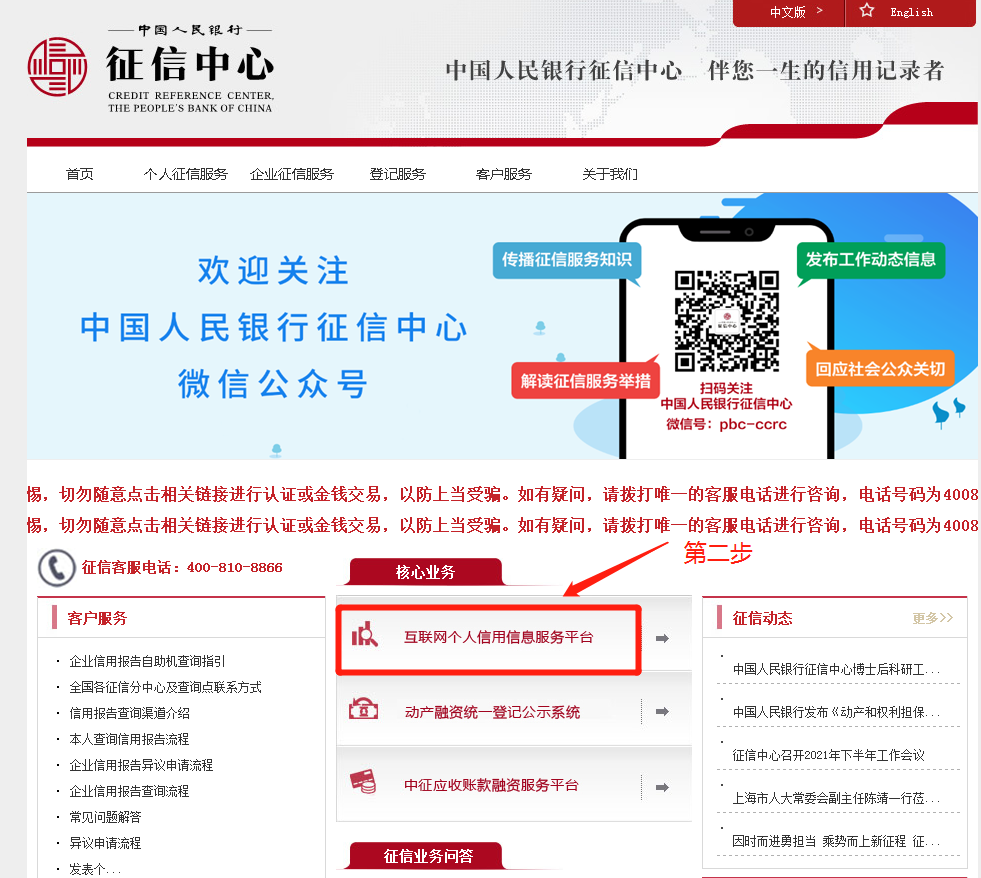 中文版 >
English
中国人民银行
征信中心
CREDIT REFERENCE CENTER,
THE PEOPLE'S BANK OF CHINA
中国人民银行征信中心 伴您一生的信用记录者
首页 个人征信服务 企业征信服务 登记服务 客户服务 关于我们
欢迎关注
中国人民银行征信中心
微信公众号
传播征信服务知识
发布工作动态信息
解读征信服务举措
回应社会公众关切
扫码关注
中国人民银行征信中心
微信号：pbc-ccrc
惕，切勿随意点击相关链接进行认证或金钱交易，以防上当受骗。如有疑问，请拨打唯一的客服电话进行咨询，电话号码为4008
惕，切勿随意点击相关链接进行认证或金钱交易，以防上当受骗。如有疑问，请拨打唯一的客服电话进行咨询，电话号码为4008
第二步
征信客服电话：400-810-8866
客户服务
· 企业信用报告自助机查询指引
· 全国各征信分中心及查询点联系方式
· 信用报告查询渠道介绍
· 本人查询信用报告流程
· 企业信用报告异议申请流程
· 企业信用报告查询流程
· 常见问题解答
· 异议申请流程
· 发表个...
核心业务
互联网个人信用信息服务平台
动产融资统一登记公示系统
中征应收账款融资服务平台
征信业务问答
征信动态
更多>>
中国人民银行征信中心博士后科研工...
中国人民银行发布《动产和权利担保...
征信中心召开2021年下半年工作会议
上海市人大常委会副主任陈靖一行莅...
因时而进勇担当 乘势而上新征程 征...